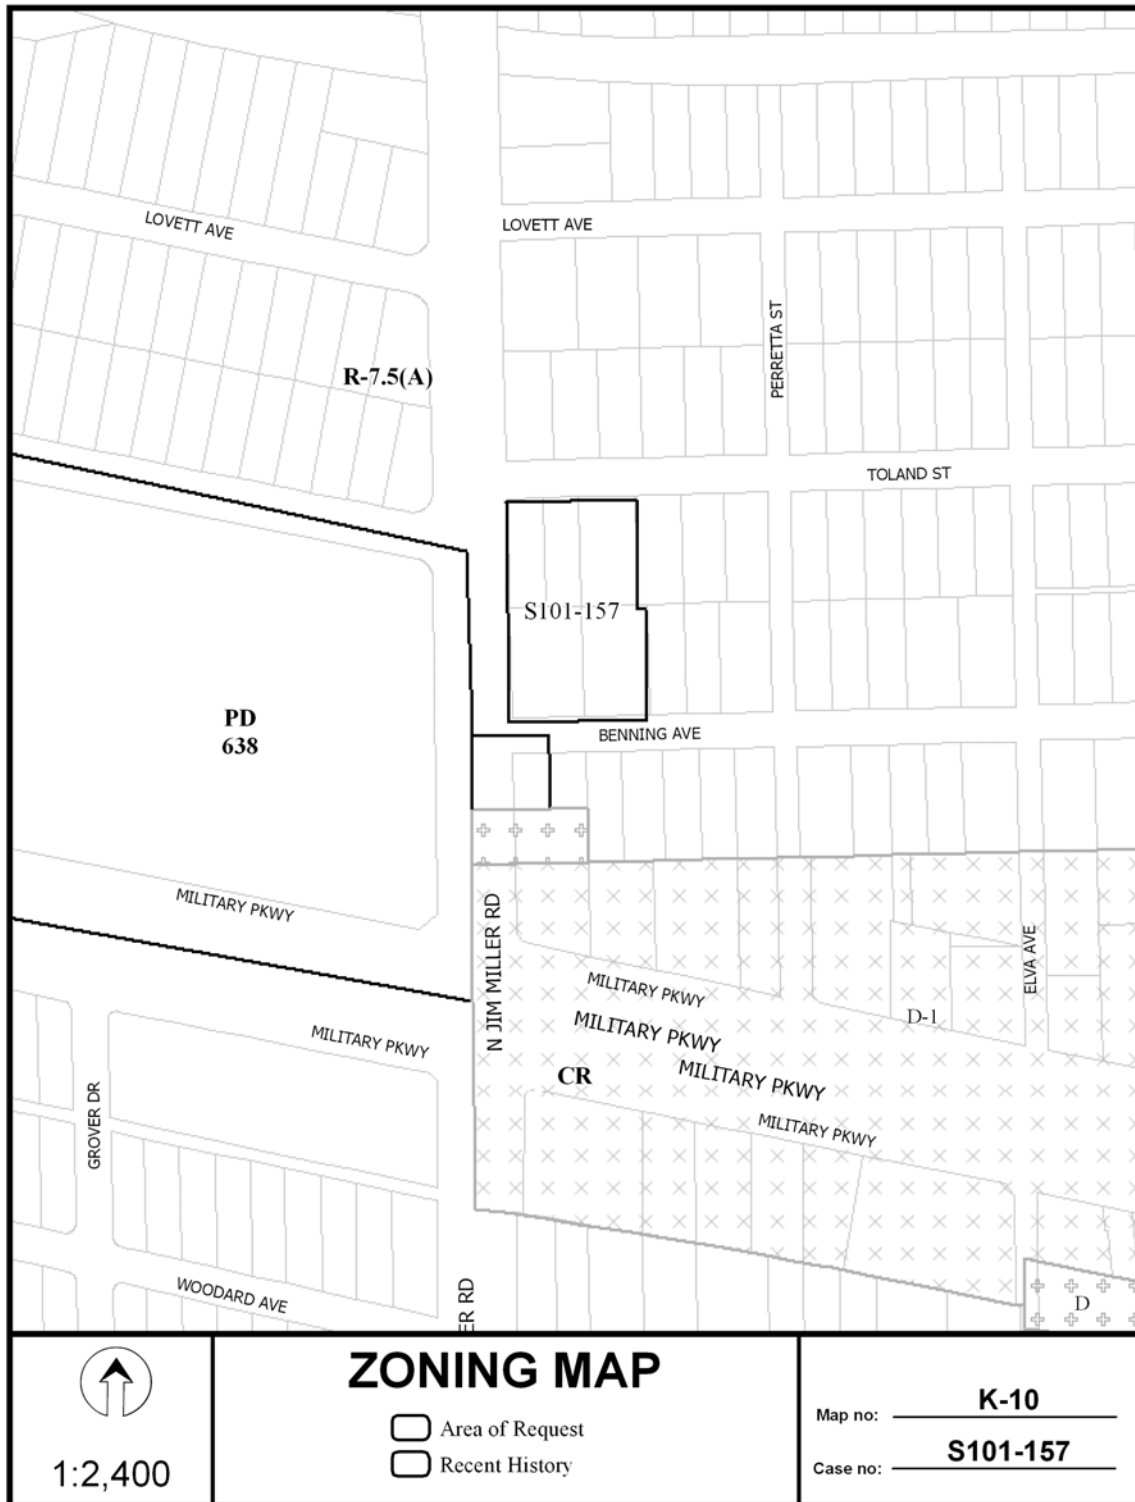 LOVETT AVE
LOVETT AVE
PERRETTA ST
R-7.5(A)
TOLAND ST
S101-157
PD
638
BENNING AVE
MILITARY PKWY
N JIM MILLER RD
MILITARY PKWY
ELVA AVE
D-1
MILITARY PKWY
MILITARY PKWY
MILITARY PKWY
CR
MILITARY PKWY
GROVER DR
WOODARD AVE
ER RD
D
1:2,400
ZONING MAP
Area of Request
Recent History
Map no: K-10
Case no: S101-157